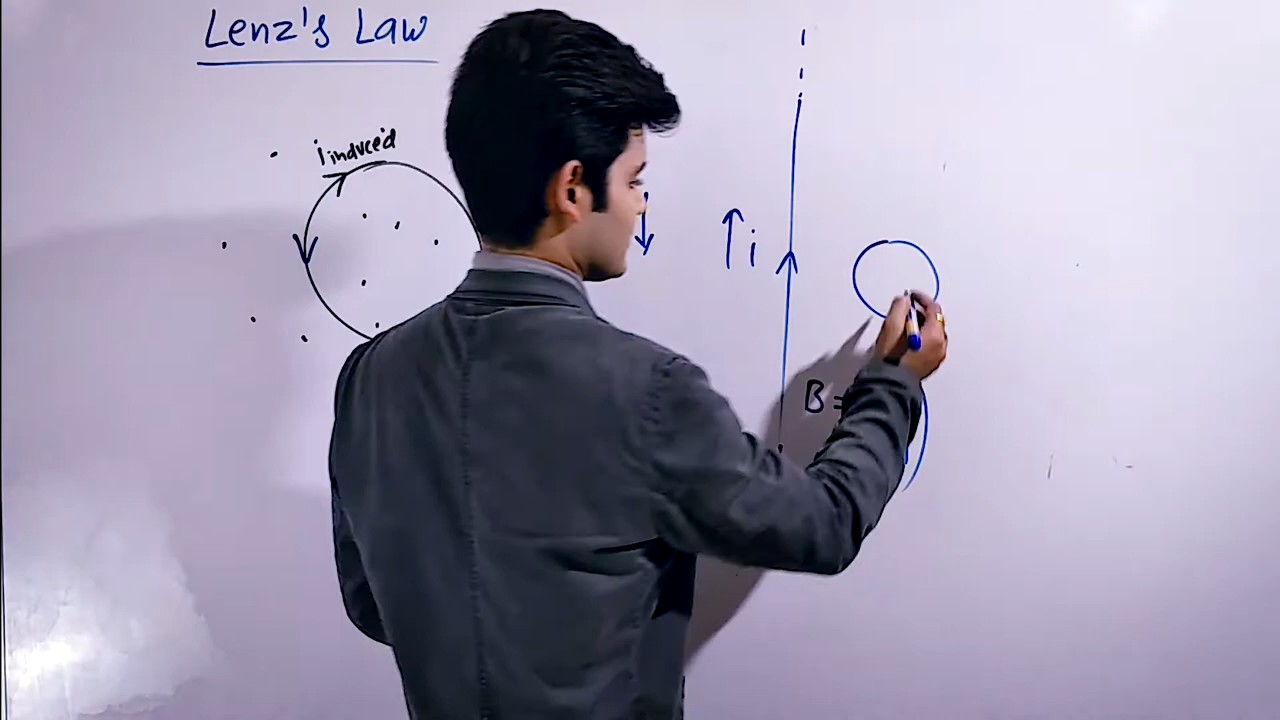 Lenz's Law
i induced
↓
↑ i
B =